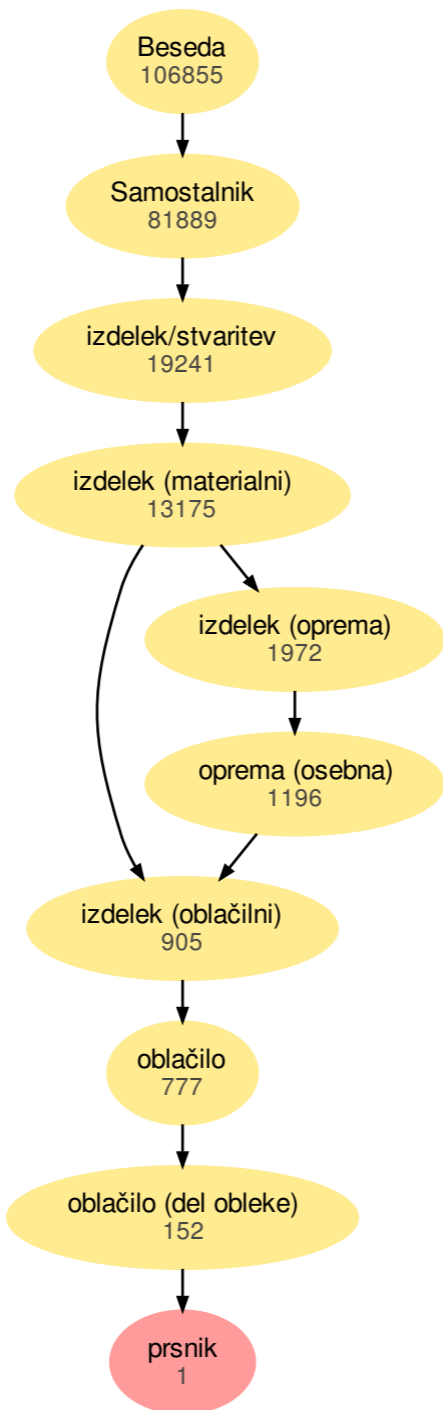 Beseda
106855
Samostalnik
81889
izdelek/stvaritev
19241
izdelek (materialni)
13175
izdelek (oprema)
1972
oprema (osebna)
1196
izdelek (oblačilni)
905
oblačilo
777
oblačilo (del obleke)
152
prsnik
1